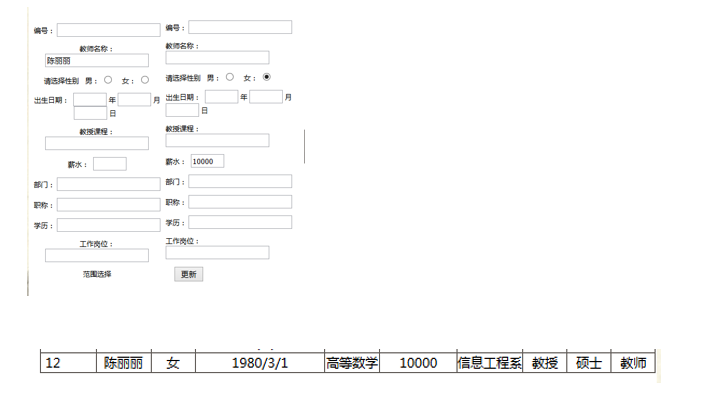 编号：
教师名称：
陈丽丽
请选择性别 男： 女：
出生日期： 年 月
日
教授课程：
薪水：
部门：
职称：
学历：
工作岗位：
范围选择
编号：
教师名称：
请选择性别 男： 女：
出生日期： 年 月
日
教授课程：
薪水： 10000
部门：
职称：
学历：
工作岗位：
更新
12 陈丽丽 女 1980/3/1 高等数学 10000 信息工程系 教授 硕士 教师